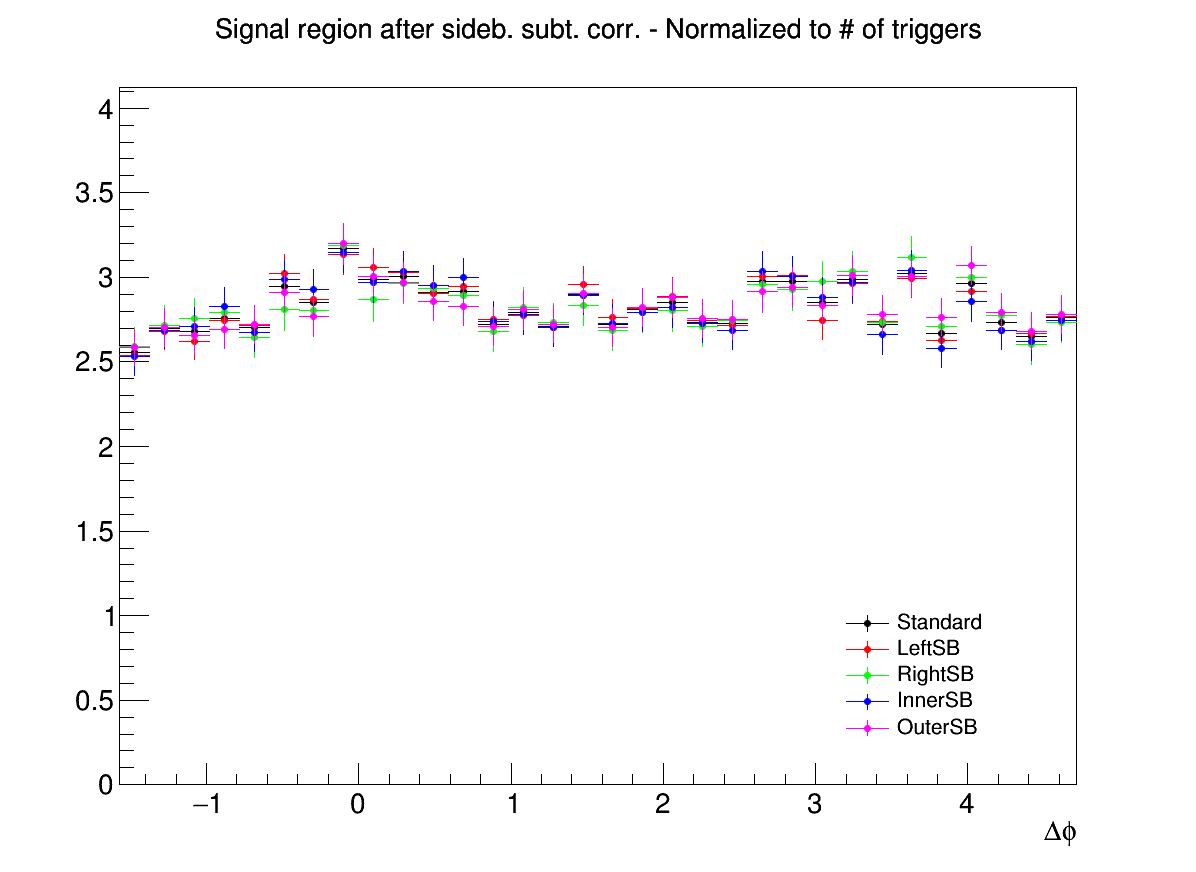 Signal region after sideb. subt. corr. - Normalized to # of triggers
4
3.5
3
2.5
2
1.5
1
0.5
0
−1 0 1 2 3 4
Δϕ
Standard
LeftSB
RightSB
InnerSB
OuterSB